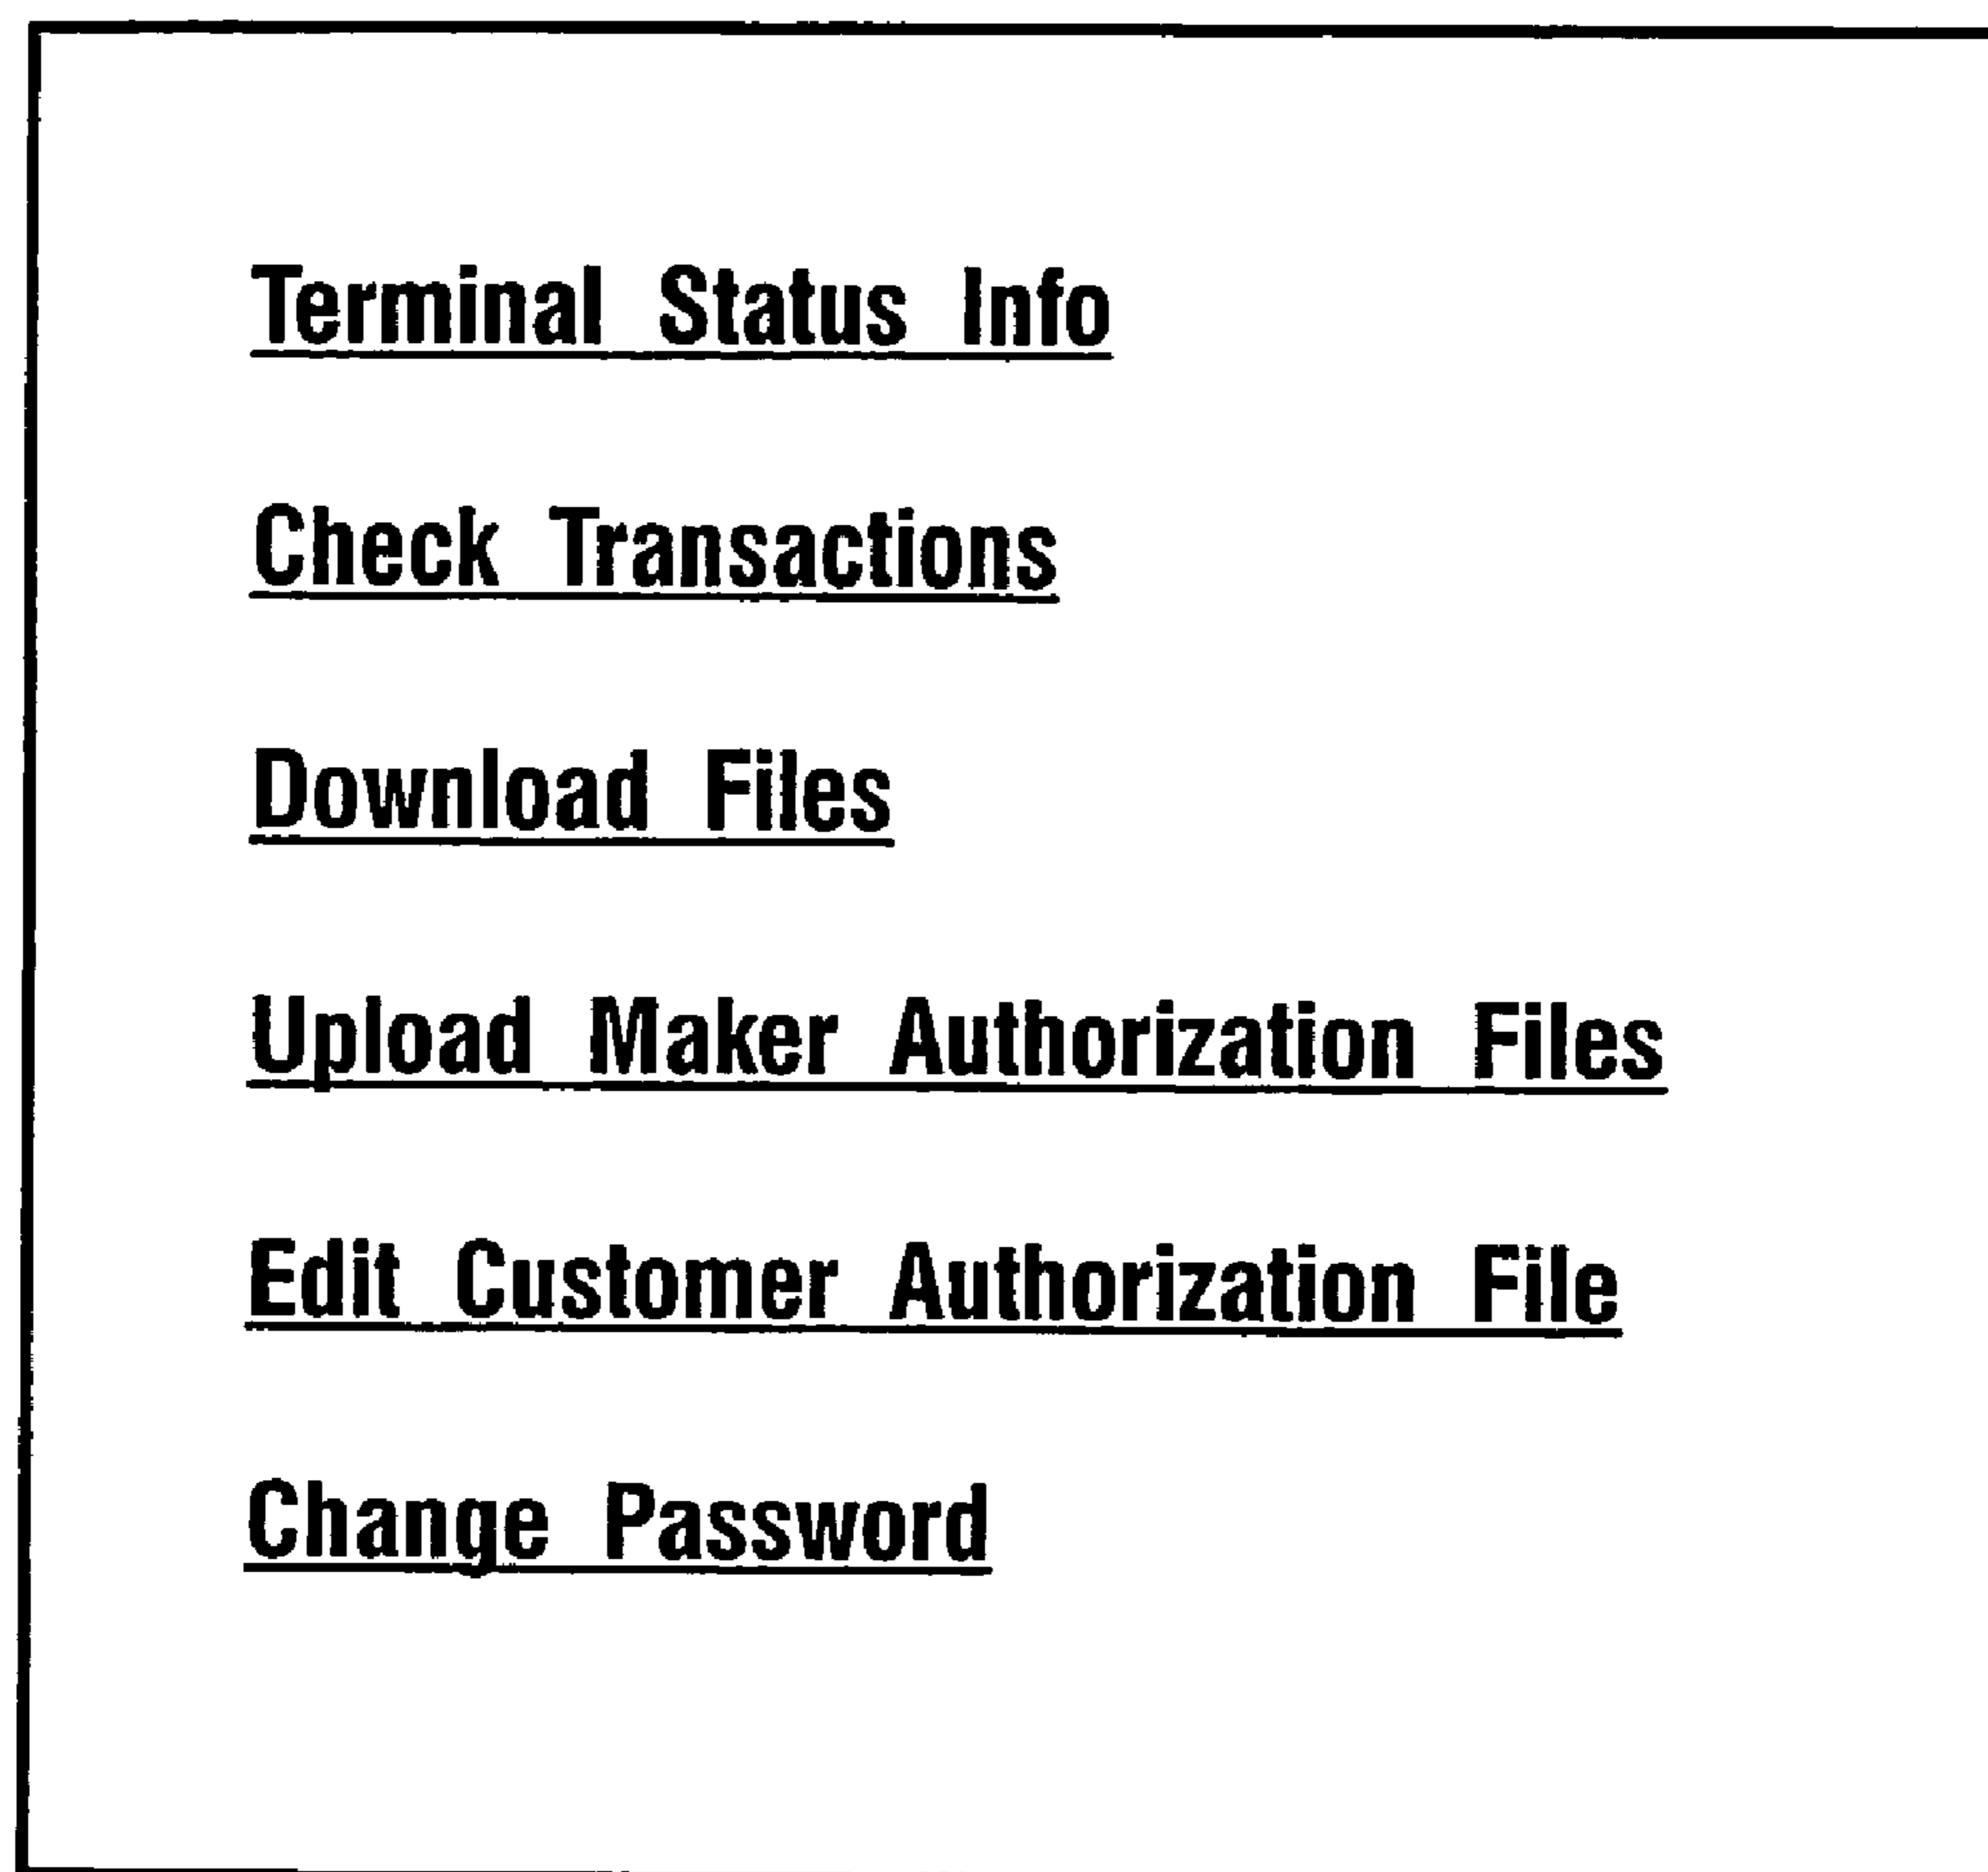 Terminal Status Info
Check Transactions
Download Files
Upload Maker Authorization Files
Edit Customer Authorization File
Change Password